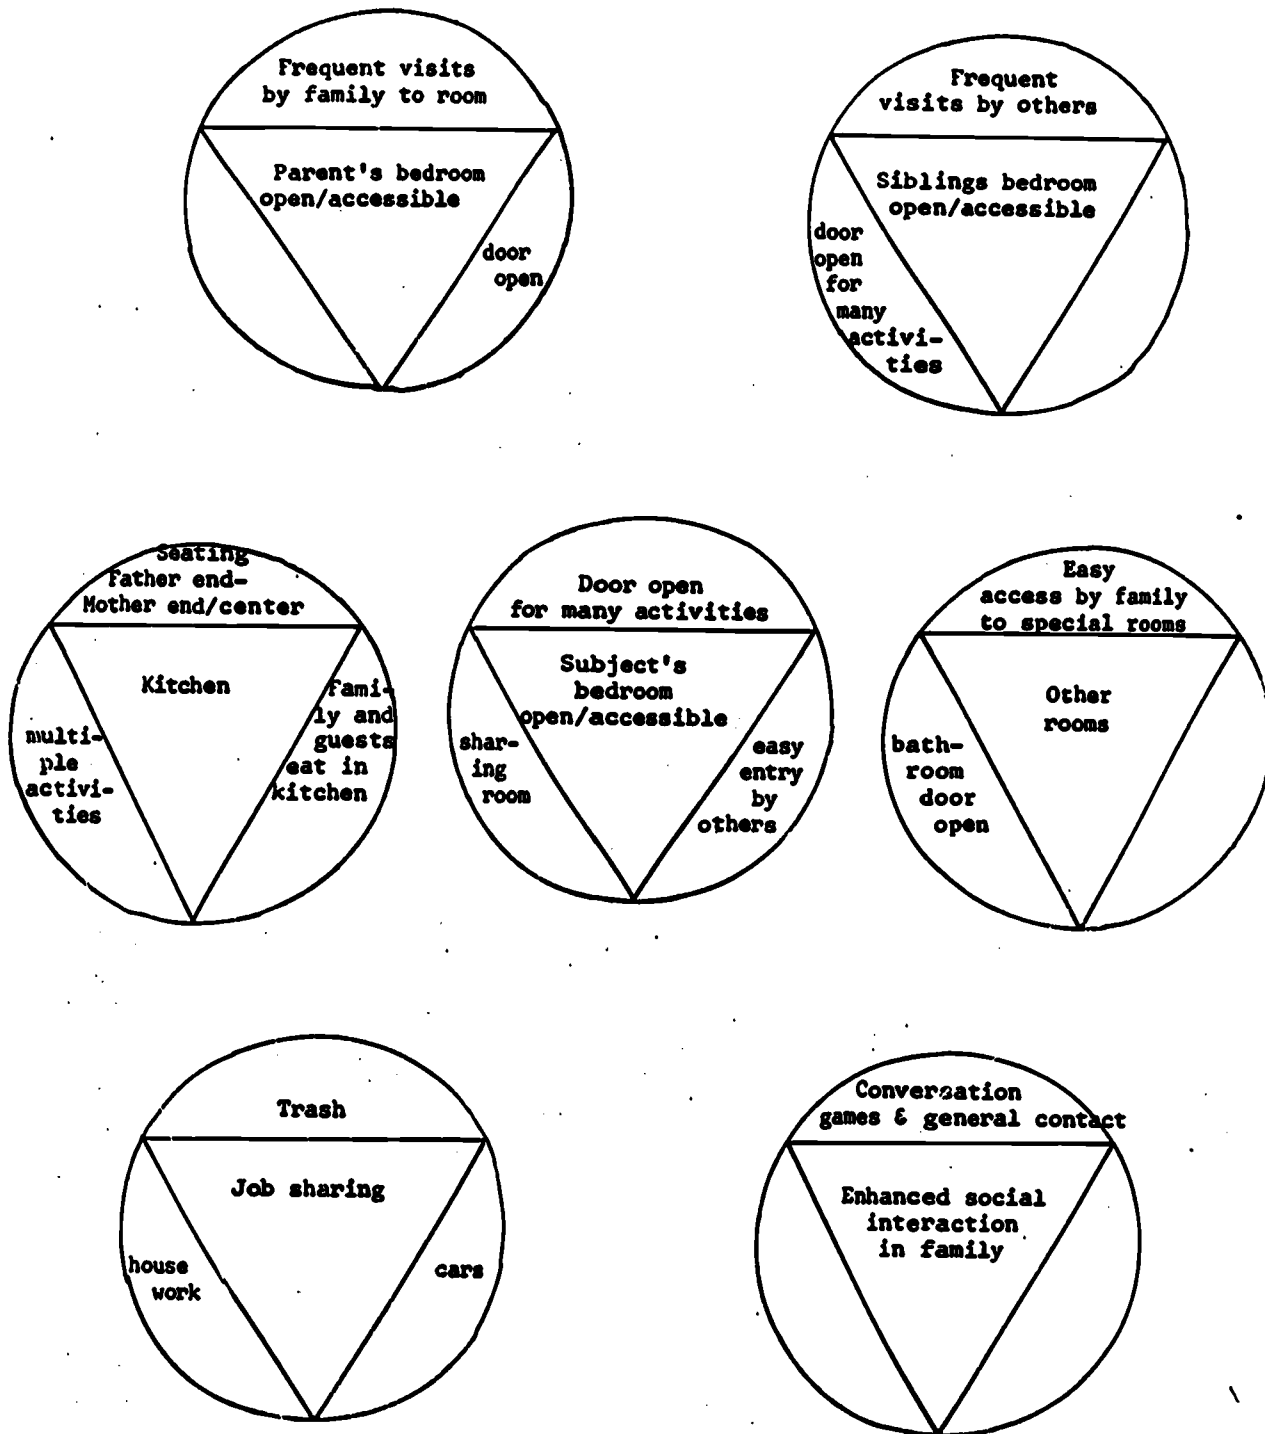 Frequent visits
by family to room
Parent's bedroom
open/accessible
door
open
Frequent
visits by others
Siblings bedroom
open/accessible
door
open
for
many
activi-
ties
Seating
Father end-
Mother end/center
Kitchen
multi-
ple
activi-
ties
Fami-
ly and
guests
eat in
kitchen
Door open
for many activities
Subject's
bedroom
open/accessible
shar-
ing
room
easy
entry
by
others
Easy
access by family
to special rooms
Other
rooms
bath-
room
door
open
Trash
Job sharing
house
work
cars
Conversation
games & general contact
Enhanced social
interaction
in family